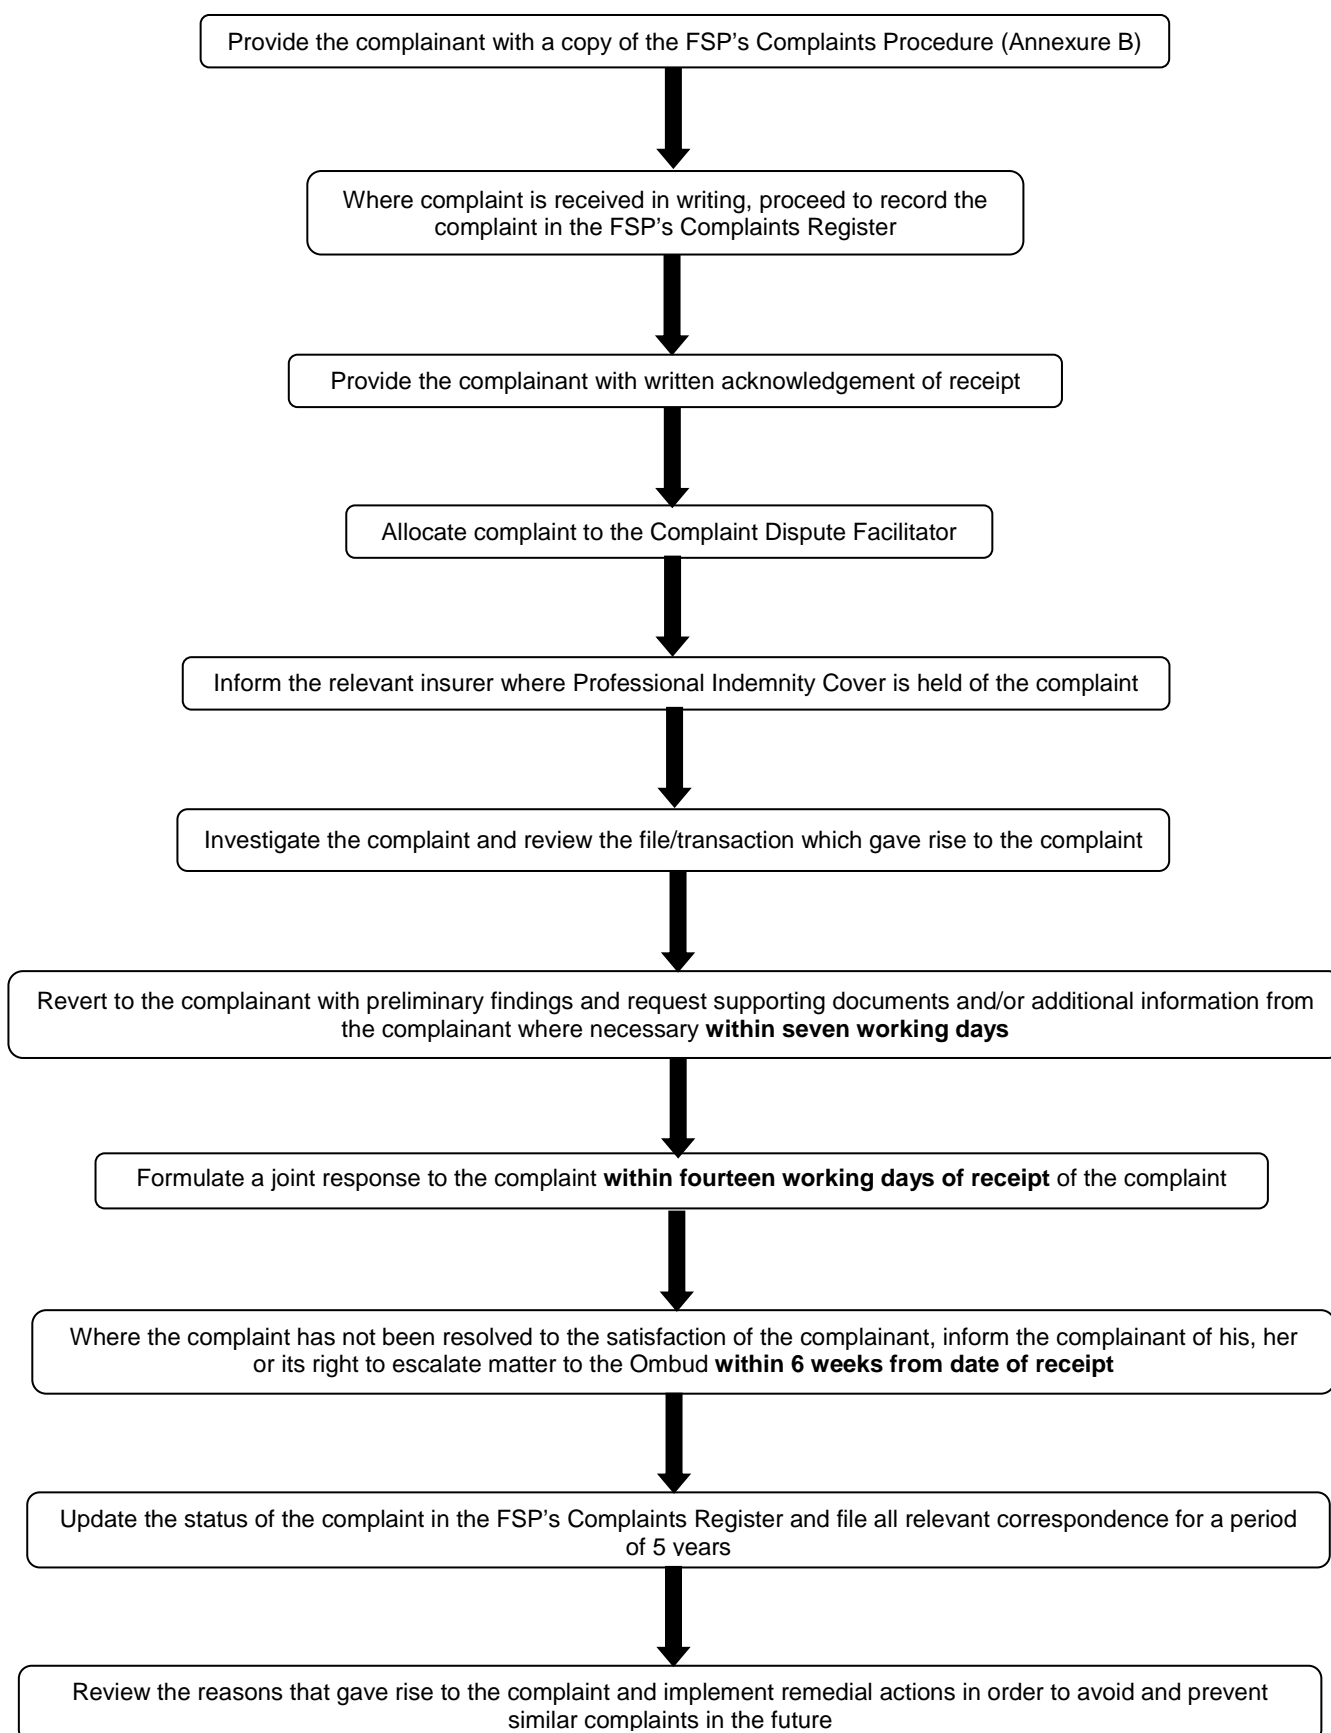 Provide the complainant with a copy of the FSP’s Complaints Procedure (Annexure B)
Where complaint is received in writing, proceed to record the
complaint in the FSP’s Complaints Register
Provide the complainant with written acknowledgement of receipt
Allocate complaint to the Complaint Dispute Facilitator
Inform the relevant insurer where Professional Indemnity Cover is held of the complaint
Investigate the complaint and review the file/transaction which gave rise to the complaint
Revert to the complainant with preliminary findings and request supporting documents and/or additional information from
the complainant where necessary within seven working days
Formulate a joint response to the complaint within fourteen working days of receipt of the complaint
Where the complaint has not been resolved to the satisfaction of the complainant, inform the complainant of his, her
or its right to escalate matter to the Ombud within 6 weeks from date of receipt
Update the status of the complaint in the FSP’s Complaints Register and file all relevant correspondence for a period
of 5 years
Review the reasons that gave rise to the complaint and implement remedial actions in order to avoid and prevent
similar complaints in the future